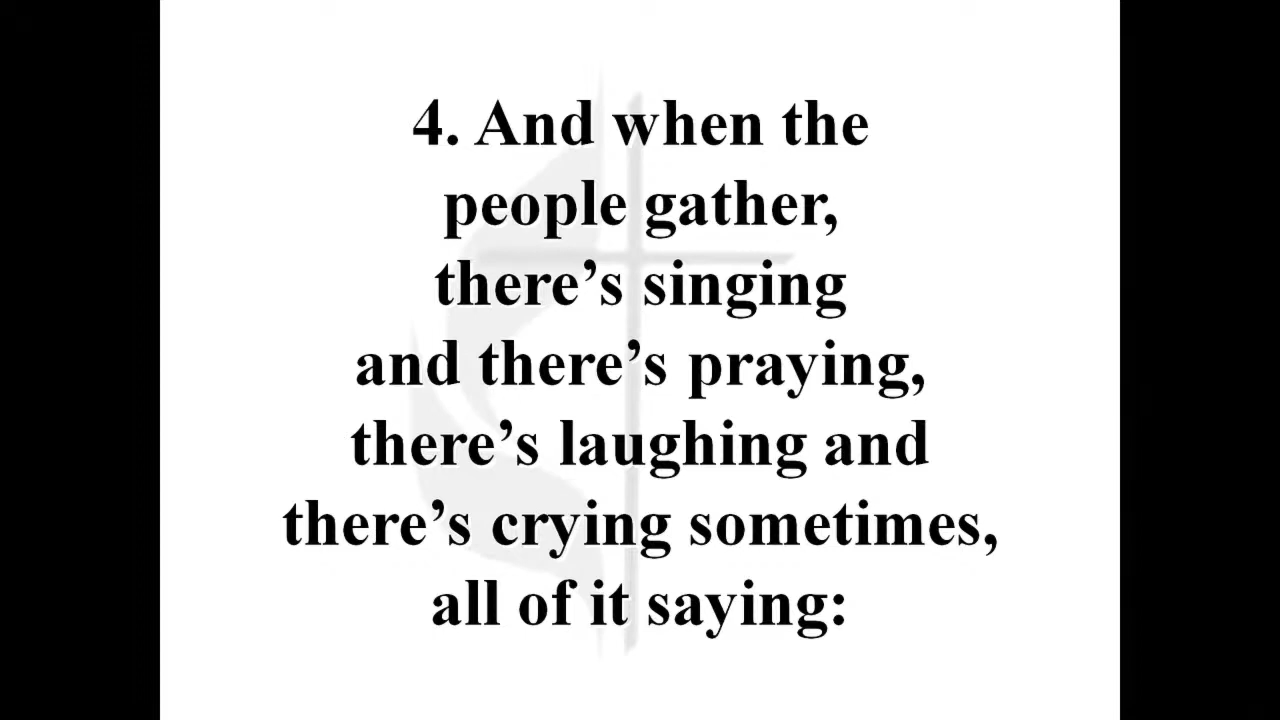 4. And when the
people gather,
there’s singing
and there’s praying,
there’s laughing and
there’s crying sometimes,
all of it saying: